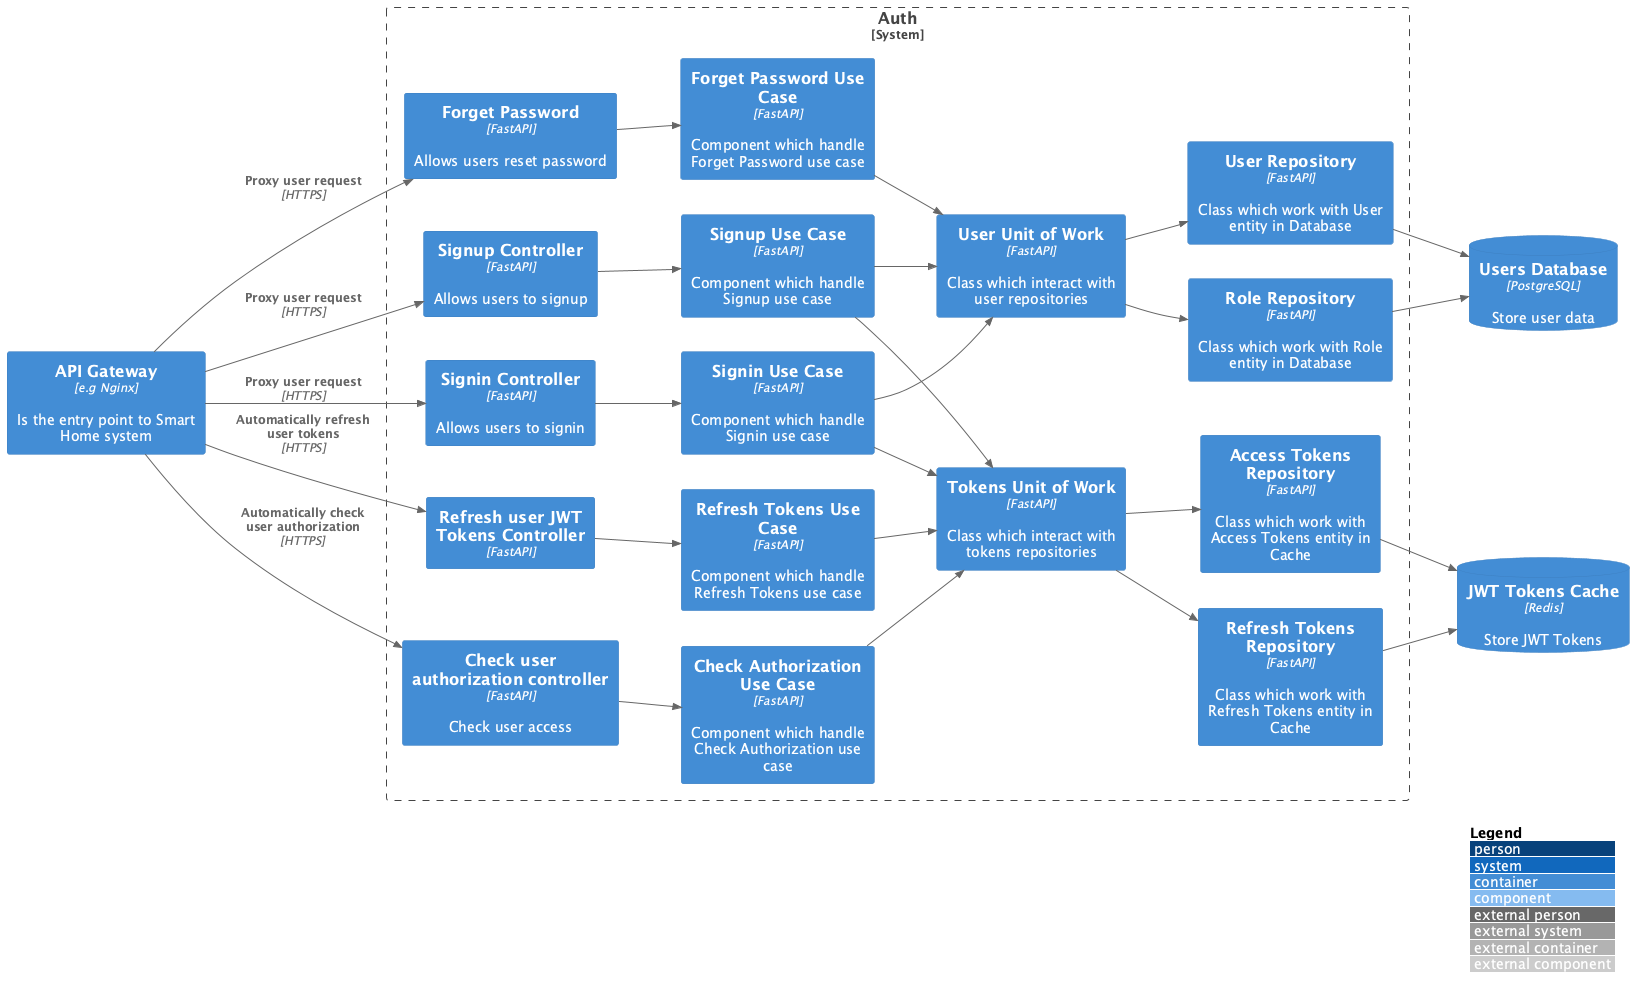 Auth
[System]
Forget Password
[FastAPI]
Allows users reset password
Forget Password Use
Case
[FastAPI]
Component which handle
Forget Password use case
User Repository
[FastAPI]
Class which work with User
entity in Database
Proxy user request
[HTTPS]
Signup Controller
[FastAPI]
Allows users to signup
Signup Use Case
[FastAPI]
Component which handle
Signup use case
User Unit of Work
[FastAPI]
Class which interact with
user repositories
Role Repository
[FastAPI]
Class which work with Role
entity in Database
Users Database
[PostgreSQL]
Store user data
Proxy user request
[HTTPS]
API Gateway
[e.g Nginx]
Is the entry point to Smart
Home system
Proxy user request
[HTTPS]
Signin Controller
[FastAPI]
Allows users to signin
Signin Use Case
[FastAPI]
Component which handle
Signin use case
Automatically refresh
user tokens
[HTTPS]
Refresh user JWT
Tokens Controller
[FastAPI]
Refresh Tokens Use
Case
[FastAPI]
Component which handle
Refresh Tokens use case
Tokens Unit of Work
[FastAPI]
Class which interact with
tokens repositories
Access Tokens
Repository
[FastAPI]
Class which work with
Access Tokens entity in
Cache
Automatically check
user authorization
[HTTPS]
JWT Tokens Cache
[Redis]
Store JWT Tokens
Check user
authorization controller
[FastAPI]
Check user access
Check Authorization
Use Case
[FastAPI]
Component which handle
Check Authorization use
case
Refresh Tokens
Repository
[FastAPI]
Class which work with
Refresh Tokens entity in
Cache
Legend
person
system
container
component
external person
external system
external container
external component